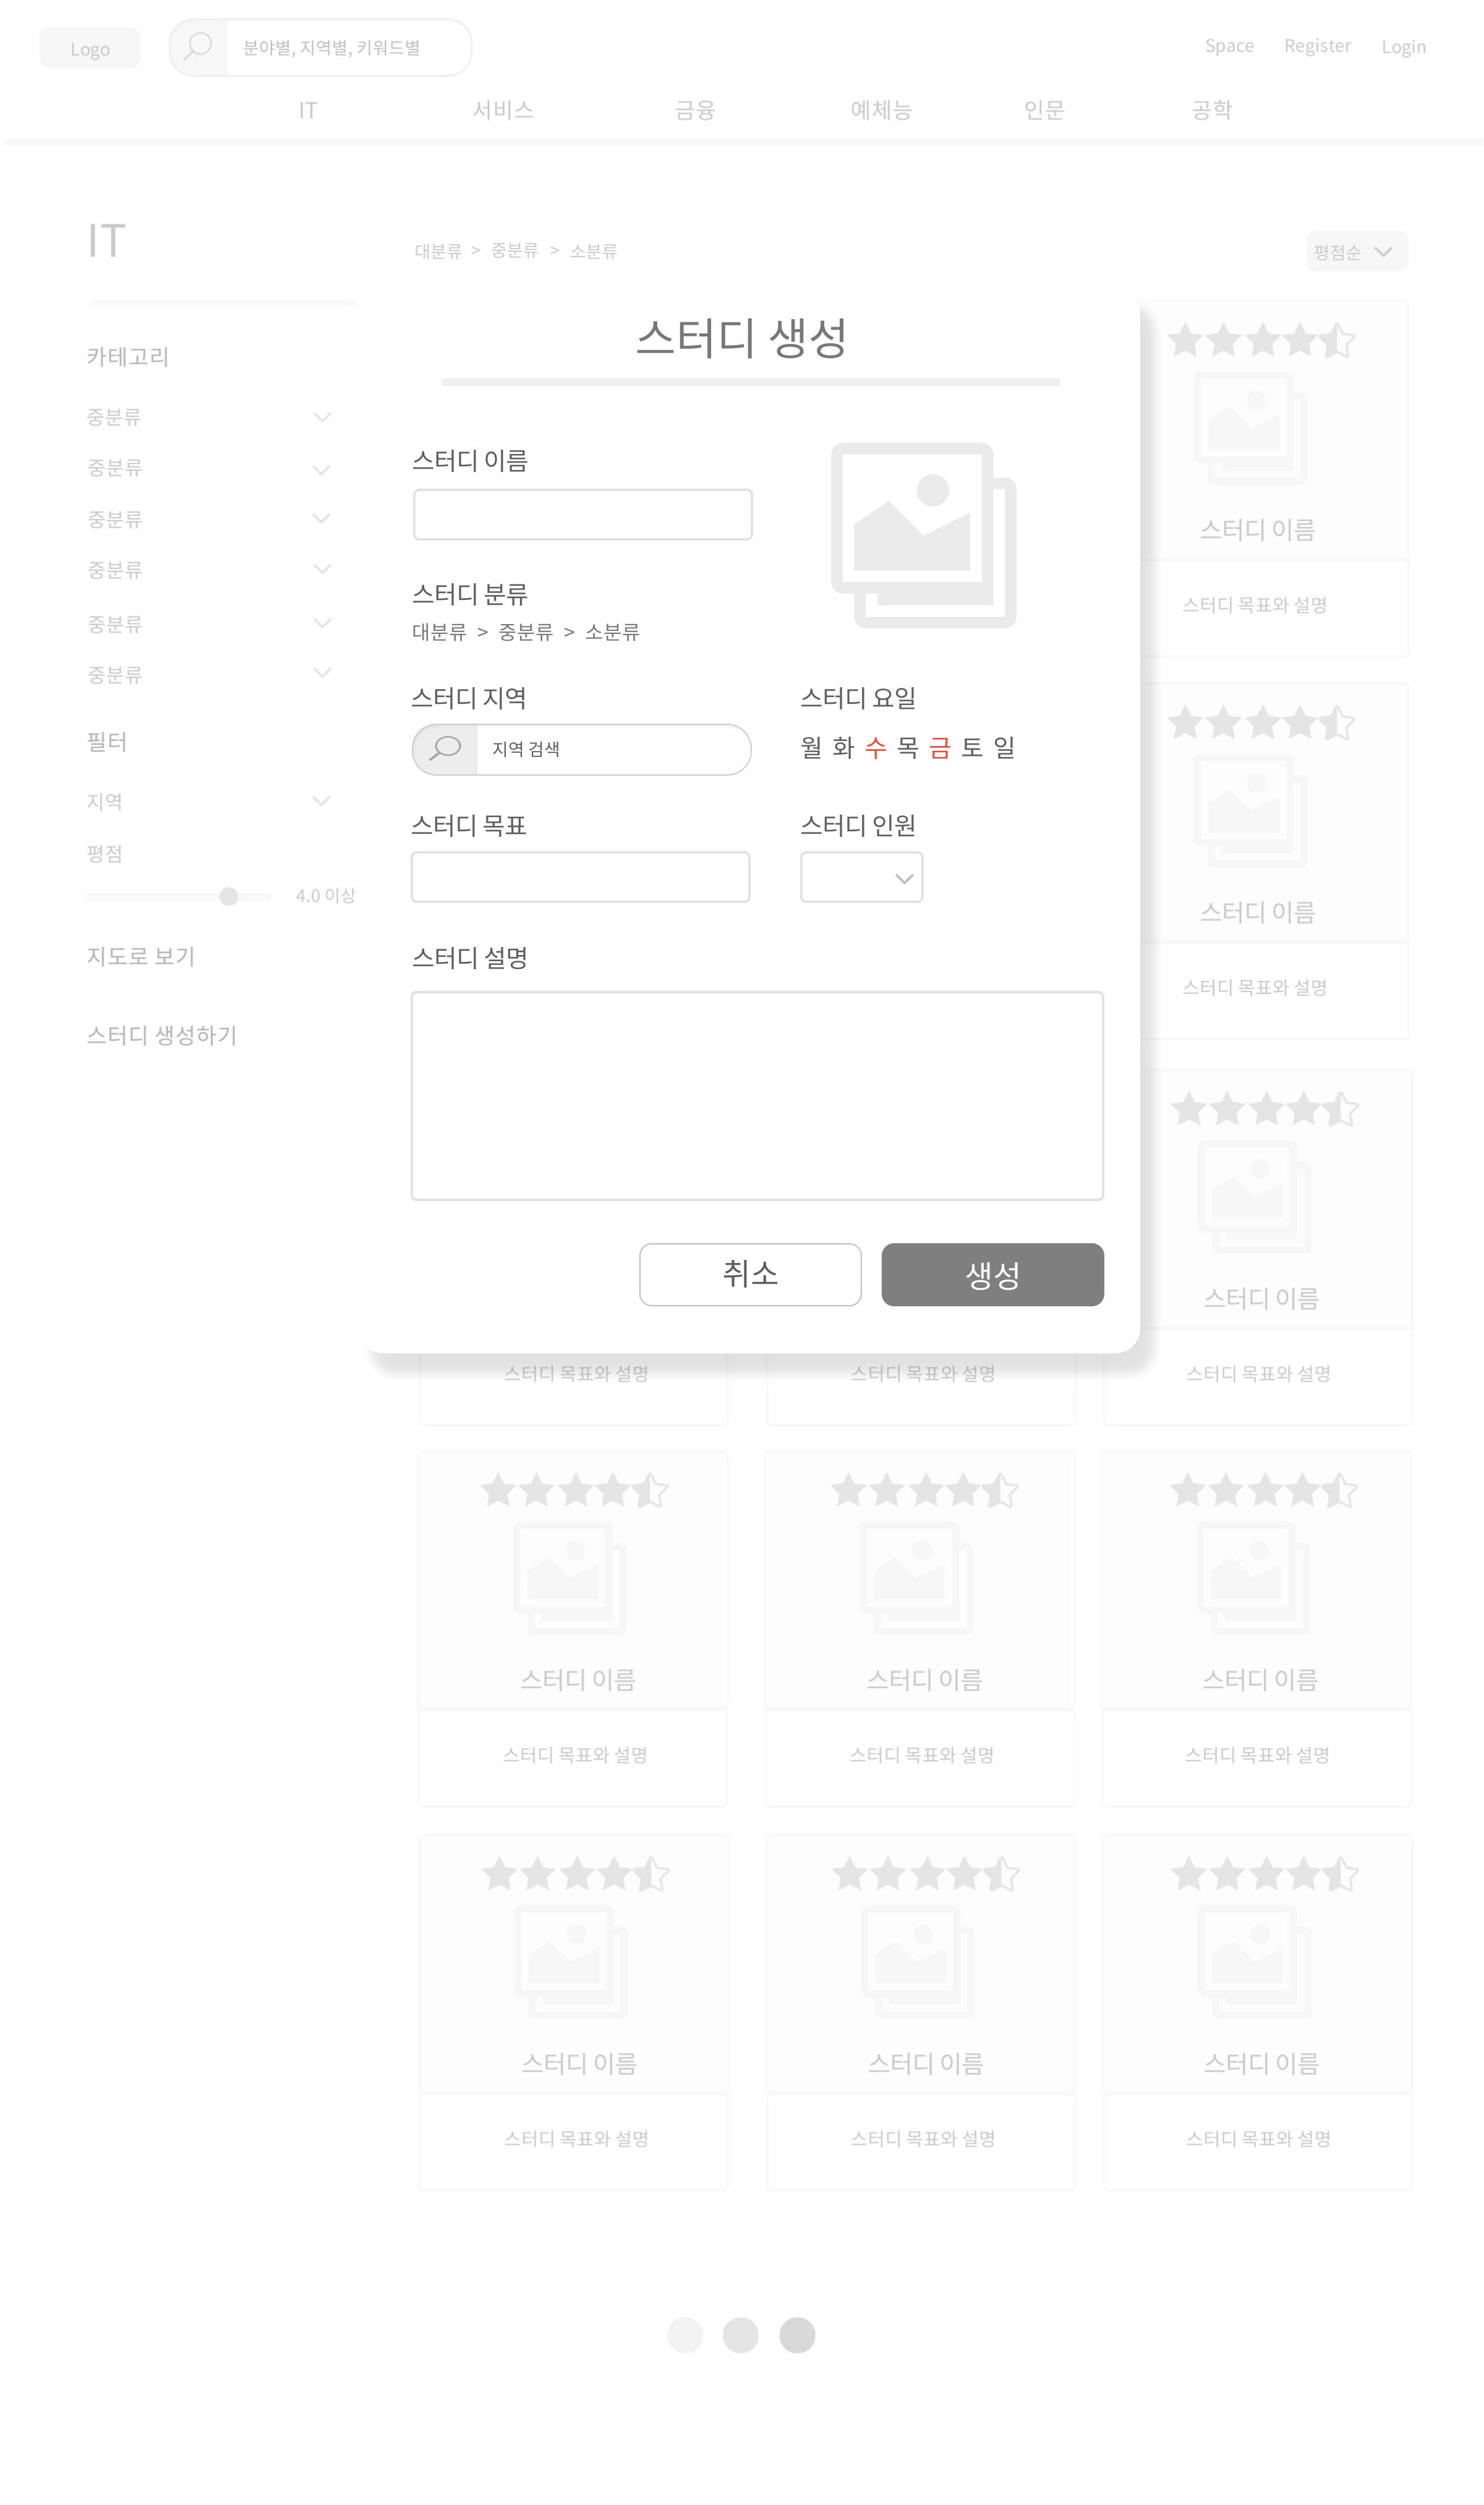 Logo
분야별, 지역별, 키워드별
Space Register Login
IT 서비스 금융 예체능 인문 공학
IT
대분류 > 중분류 > 소분류
평점순
카테고리
중분류
중분류
중분류
중분류
중분류
중분류
필터
지역
평점
4.0 이상
지도로 보기
스터디 생성하기
스터디 생성
스터디 이름
스터디 분류
대분류 > 중분류 > 소분류
스터디 지역
지역 검색
스터디 요일
월 화 수 목 금 토 일
스터디 목표
스터디 인원
스터디 설명
취소 생성
스터디 이름
스터디 목표와 설명
스터디 이름
스터디 목표와 설명
스터디 이름
스터디 목표와 설명 스터디 목표와 설명 스터디 목표와 설명
스터디 이름 스터디 이름 스터디 이름
스터디 목표와 설명 스터디 목표와 설명 스터디 목표와 설명
스터디 이름 스터디 이름 스터디 이름
스터디 목표와 설명 스터디 목표와 설명 스터디 목표와 설명